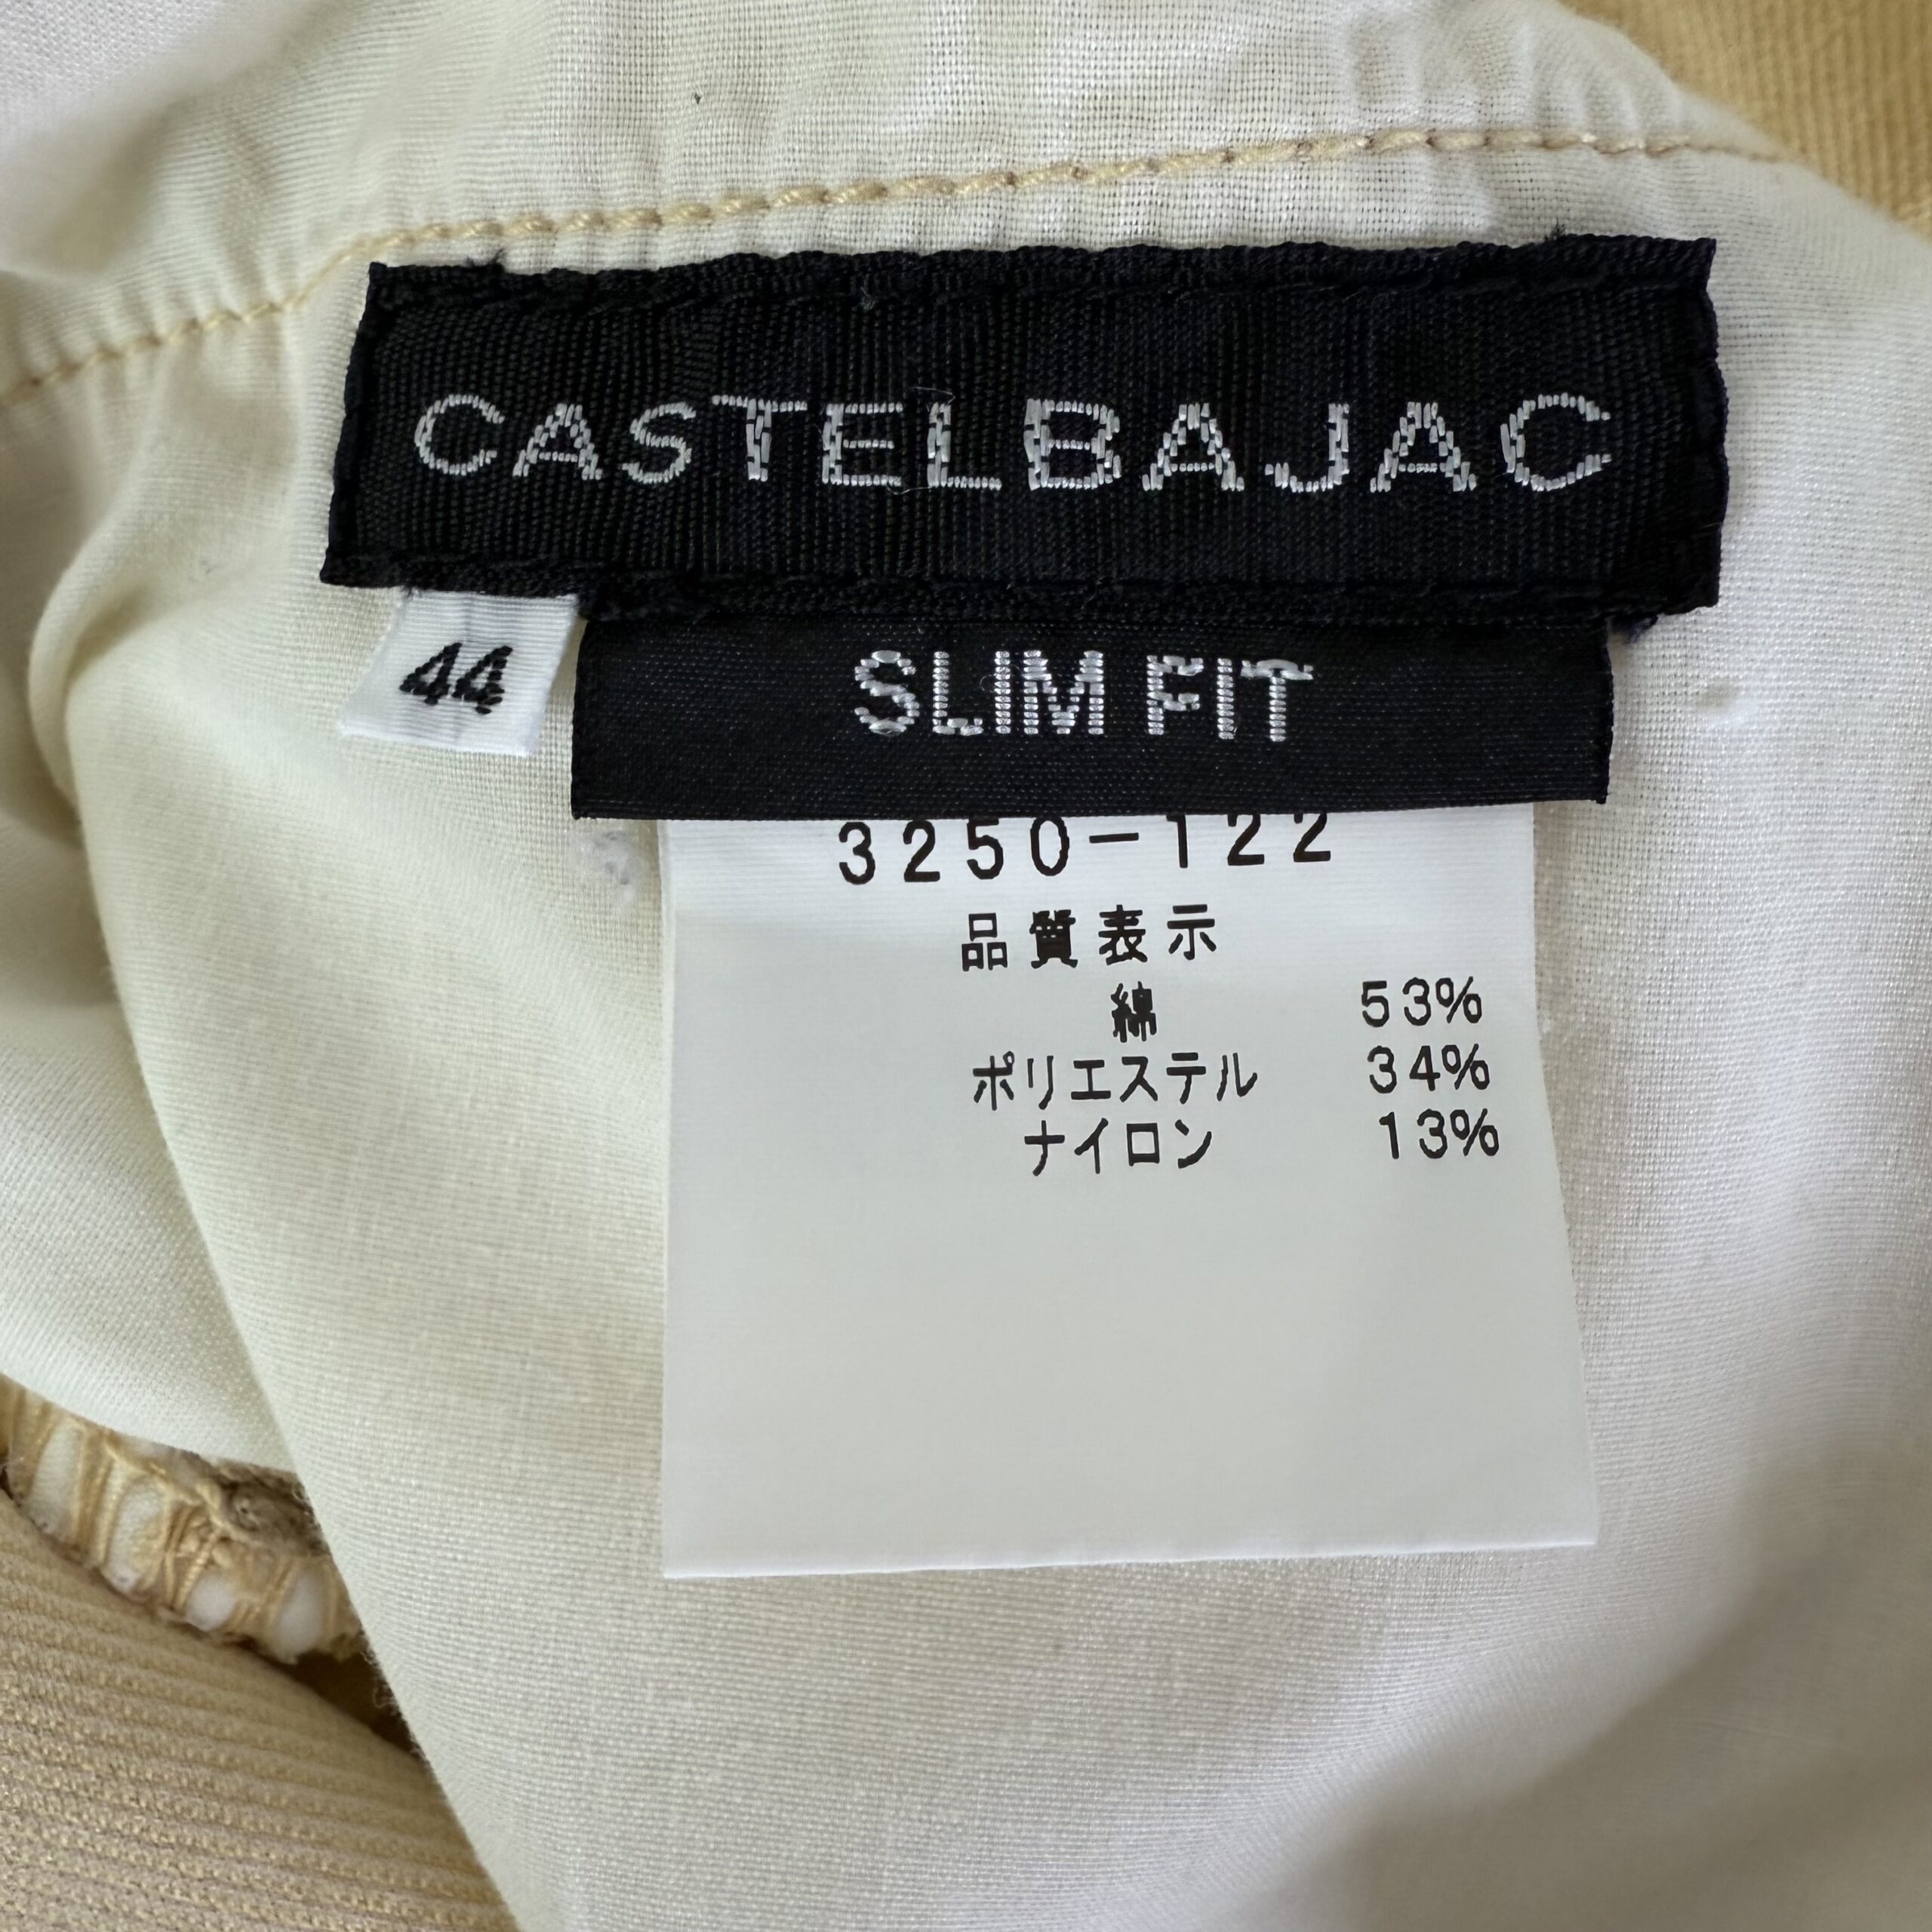 CASTELBAJAC
44
SLIM FIT
3250-122
品質表示
綿 53%
ポリエステル 34%
ナイロン 13%